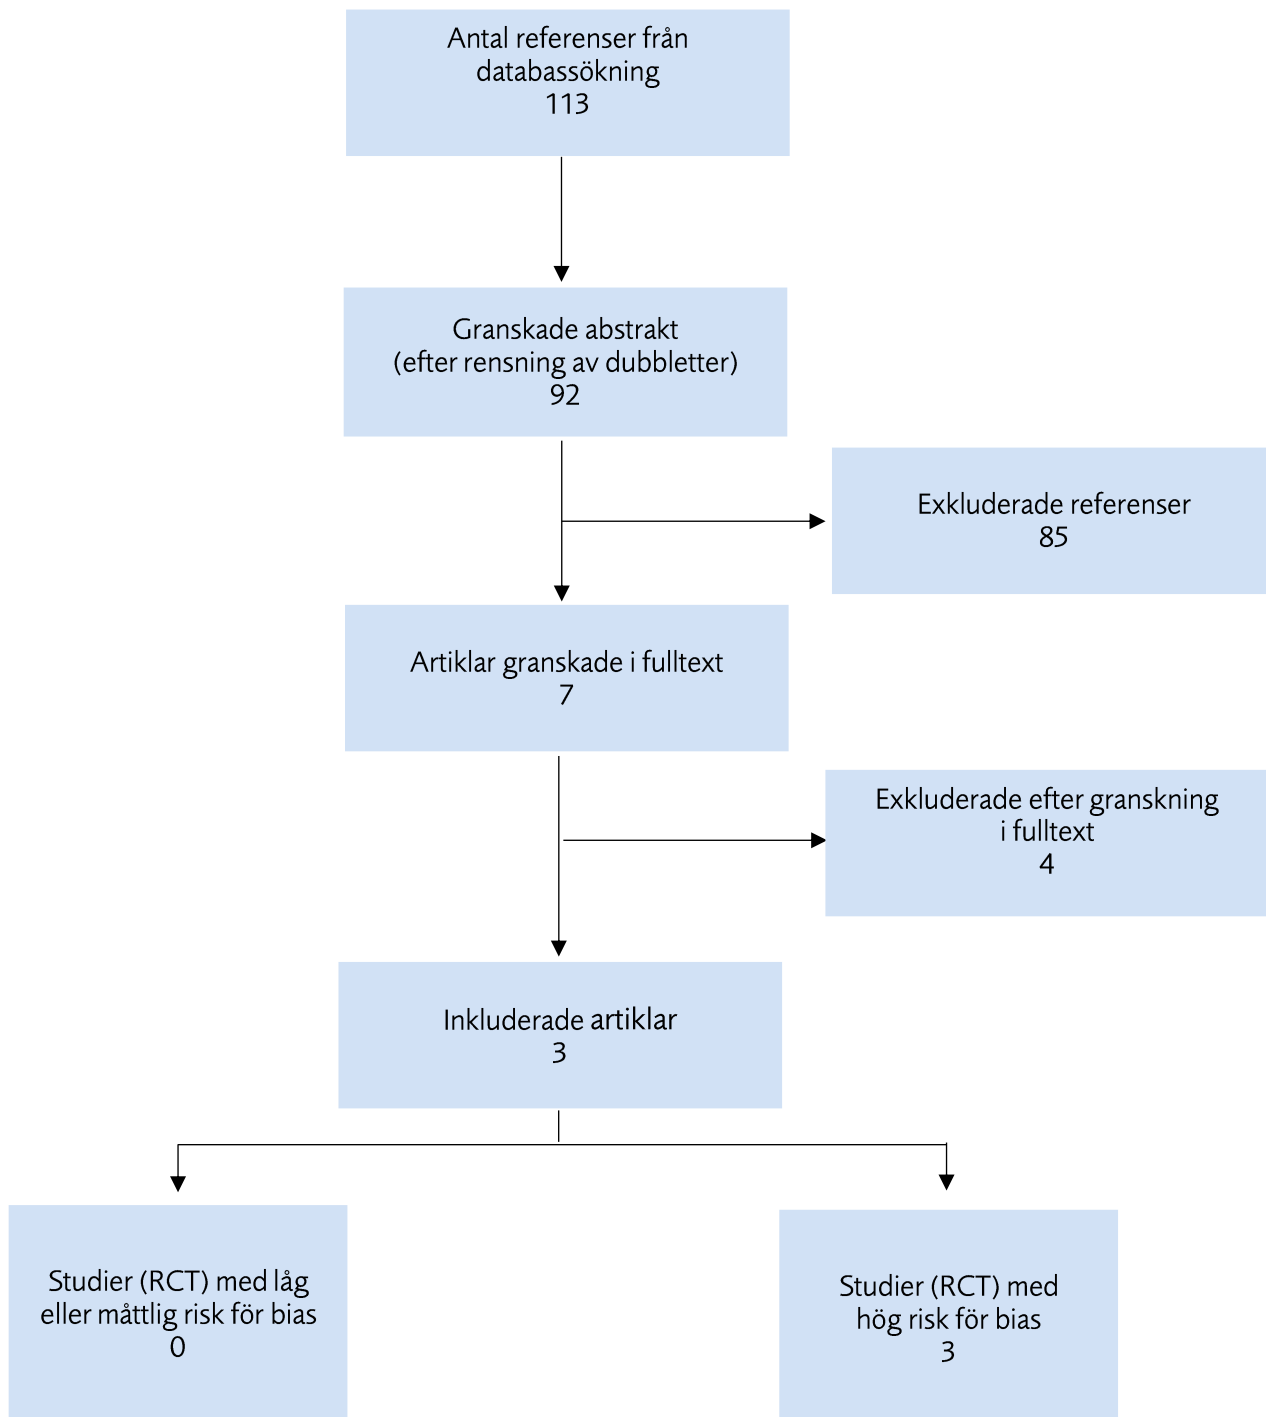 Antal referenser från
databassökning
113
Granskade abstrakt
(efter rensning av dubbletter)
92
Exkluderade referenser
85
Artiklar granskade i fulltext
7
Exkluderade efter granskning
i fulltext
4
Inkluderade artiklar
3
Studier (RCT) med låg
eller måttlig risk för bias
0
Studier (RCT) med
hög risk för bias
3